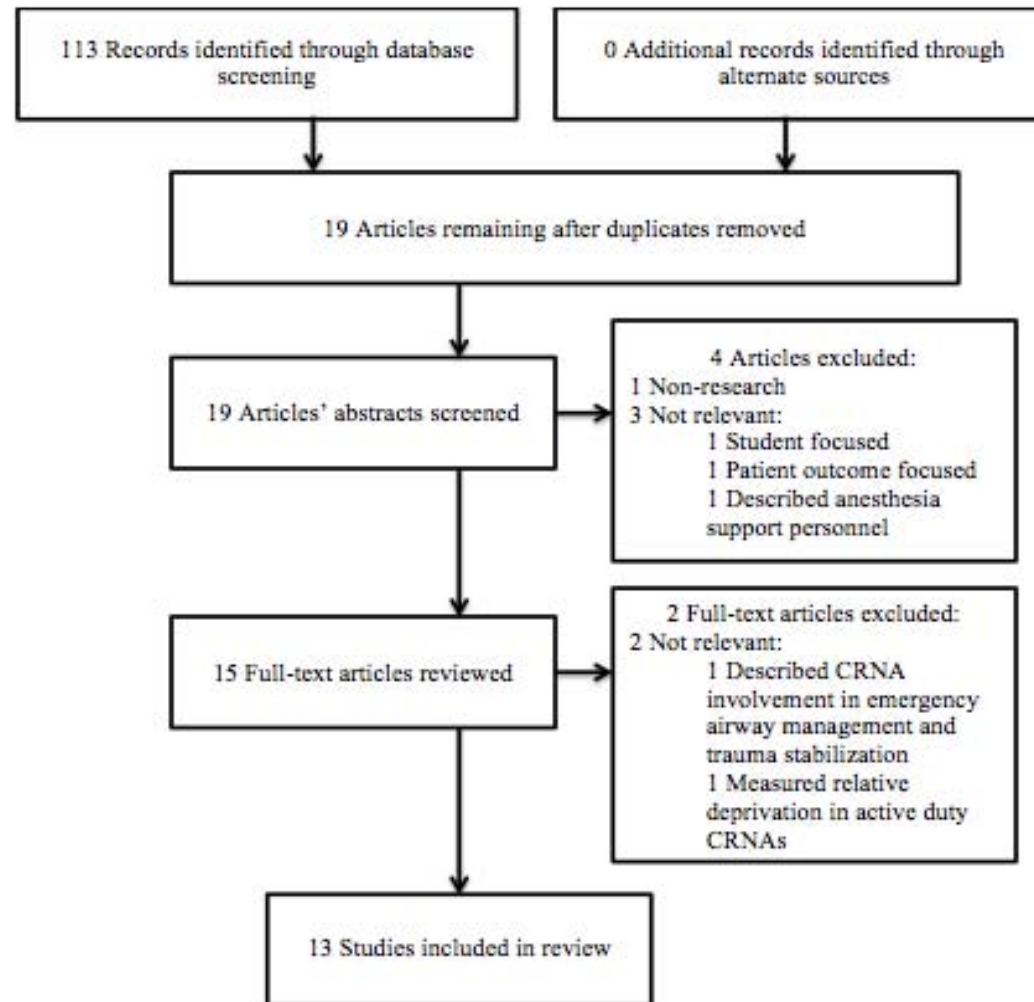 113 Records identified through database
screening
0 Additional records identified through
alternate sources
19 Articles remaining after duplicates removed
19 Articles' abstracts screened
4 Articles excluded:
1 Non-research
3 Not relevant:
1 Student focused
1 Patient outcome focused
1 Described anesthesia
support personnel
15 Full-text articles reviewed
2 Full-text articles excluded:
2 Not relevant:
1 Described CRNA
involvement in emergency
airway management and
trauma stabilization
1 Measured relative
deprivation in active duty
CRNAs
13 Studies included in review